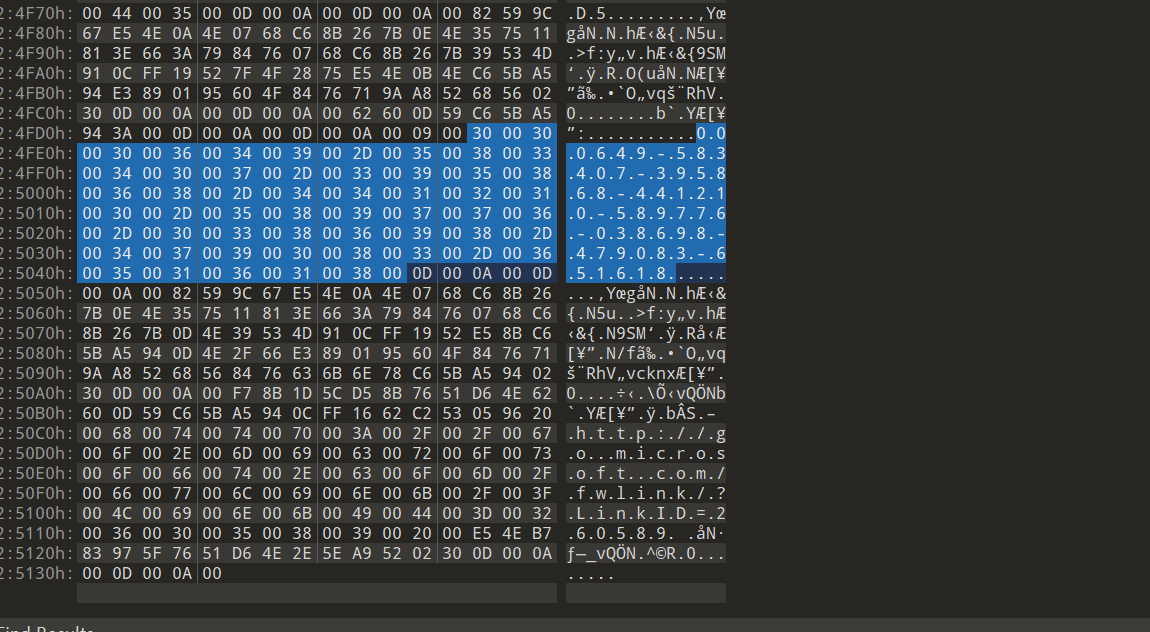 2:4F70h: 00 44 00 35 00 0D 00 0A 00 0D 00 0A 00 82 59 9C .D.5.........‚Yœ
2:4F80h: 67 E5 4E 0A 4E 07 68 C6 8B 26 7B 0E 4E 35 75 11 gåN.N.hÆ‹&{.N5u.
2:4F90h: 81 3E 66 3A 79 84 76 07 68 C6 8B 26 7B 39 53 4D .>f:y„v.hÆ‹&{9SM
2:4FA0h: 91 0C FF 19 52 7F 4F 28 75 E5 4E 0B 4E C6 5B A5 ‘.ÿ.R.O(uåN.NÆ[¥
2:4FB0h: 94 E3 89 01 95 60 4F 84 76 71 9A A8 52 68 56 02 ”ã‰.•`O„vqš¨RhV.
2:4FC0h: 30 0D 00 0A 00 0D 00 0A 00 62 60 0D 59 C6 5B A5 0........b`.YÆ[¥
2:4FD0h: 94 3A 00 0D 00 0A 00 0D 00 0A 00 09 00 30 00 30 ”:...........0.0
2:4FE0h: 00 30 00 36 00 34 00 39 00 2D 00 35 00 38 00 33 .0.6.4.9.-.5.8.3
2:4FF0h: 00 34 00 30 00 37 00 2D 00 33 00 39 00 35 00 38 .4.0.7.-.3.9.5.8
2:5000h: 00 36 00 38 00 2D 00 34 00 34 00 31 00 32 00 31 .6.8.-.4.4.1.2.1
2:5010h: 00 30 00 2D 00 35 00 38 00 39 00 37 00 37 00 36 .0.-.5.8.9.7.7.6
2:5020h: 00 2D 00 30 00 33 00 38 00 36 00 39 00 38 00 2D .-.0.3.8.6.9.8.-
2:5030h: 00 34 00 37 00 39 00 30 00 38 00 33 00 2D 00 36 .4.7.9.0.8.3.-.6
2:5040h: 00 35 00 31 00 36 00 31 00 38 00 0D 00 0A 00 0D .5.1.6.1.8......
2:5050h: 00 0A 00 82 59 9C 67 E5 4E 0A 4E 07 68 C6 8B 26 ...‚YœgåN.N.hÆ‹&
2:5060h: 7B 0E 4E 35 75 11 81 3E 66 3A 79 84 76 07 68 C6 {.N5u..>f:y„v.hÆ
2:5070h: 8B 26 7B 0D 4E 39 53 4D 91 0C FF 19 52 E5 8B C6 ‹&{.N9SM‘.ÿ.Rå‹Æ
2:5080h: 5B A5 94 0D 4E 2F 66 E3 89 01 95 60 4F 84 76 71 [¥”.N/fã‰.•`O„vq
2:5090h: 9A A8 52 68 56 84 76 63 6B 6E 78 C6 5B A5 94 02 š¨RhV„vcknxÆ[¥”.
2:50A0h: 30 0D 00 0A 00 F7 8B 1D 5C D5 8B 76 51 D6 4E 62 0....÷‹.\Õ‹vQÖNb
2:50B0h: 60 0D 59 C6 5B A5 94 0C FF 16 62 C2 53 05 96 20 `.YÆ[¥”.ÿ.bÂS.–
2:50C0h: 00 68 00 74 00 74 00 70 00 3A 00 2F 00 2F 00 67 .h.t.t.p.:././.g
2:50D0h: 00 6F 00 2E 00 6D 00 69 00 63 00 72 00 6F 00 73 .o...m.i.c.r.o.s
2:50E0h: 00 6F 00 66 00 74 00 2E 00 63 00 6F 00 6D 00 2F .o.f.t...c.o.m./
2:50F0h: 00 66 00 77 00 6C 00 69 00 6E 00 6B 00 2F 00 3F .f.w.l.i.n.k./.?
2:5100h: 00 4C 00 69 00 6E 00 6B 00 49 00 44 00 3D 00 32 .L.i.n.k.I.D.=.2
2:5110h: 00 36 00 30 00 35 00 38 00 39 00 20 00 E5 4E B7 .6.0.5.8.9. .åN·
2:5120h: 83 97 5F 76 51 D6 4E 2E 5E A9 52 02 30 0D 00 0A ƒ—_vQÖN.^©R.0...
2:5130h: 00 0D 00 0A 00 .....
Find Results